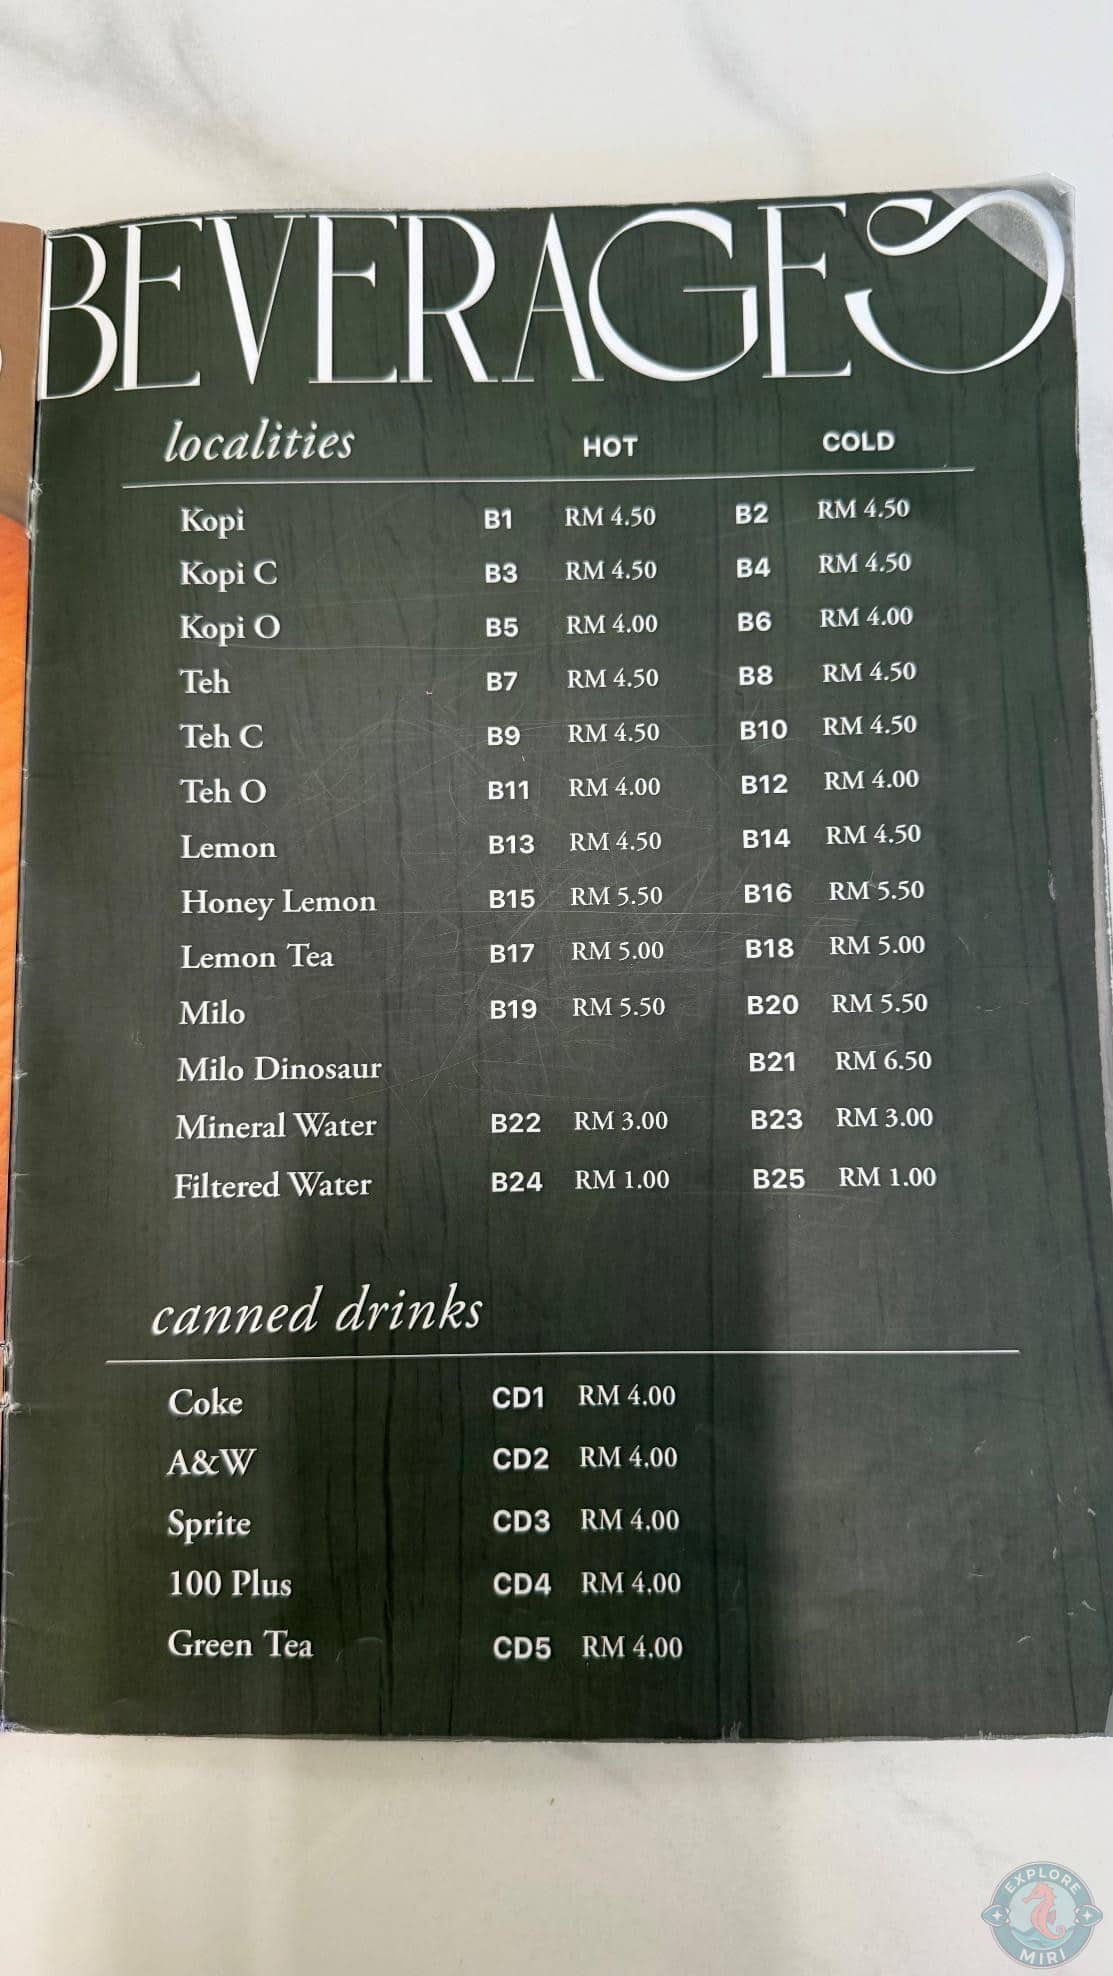 BEVERAGES
localities HOT COLD
Kopi B1 RM 4.50 B2 RM 4.50
Kopi C B3 RM 4.50 B4 RM 4.50
Kopi O B5 RM 4.00 B6 RM 4.00
Teh B7 RM 4.50 B8 RM 4.50
Teh C B9 RM 4.50 B10 RM 4.50
Teh O B11 RM 4.00 B12 RM 4.00
Lemon B13 RM 4.50 B14 RM 4.50
Honey Lemon B15 RM 5.50 B16 RM 5.50
Lemon Tea B17 RM 5.00 B18 RM 5.00
Milo B19 RM 5.50 B20 RM 5.50
Milo Dinosaur B21 RM 6.50
Mineral Water B22 RM 3.00 B23 RM 3.00
Filtered Water B24 RM 1.00 B25 RM 1.00
canned drinks
Coke CD1 RM 4.00
A&W CD2 RM 4.00
Sprite CD3 RM 4.00
100 Plus CD4 RM 4.00
Green Tea CD5 RM 4.00
EXPLORE
MIRI